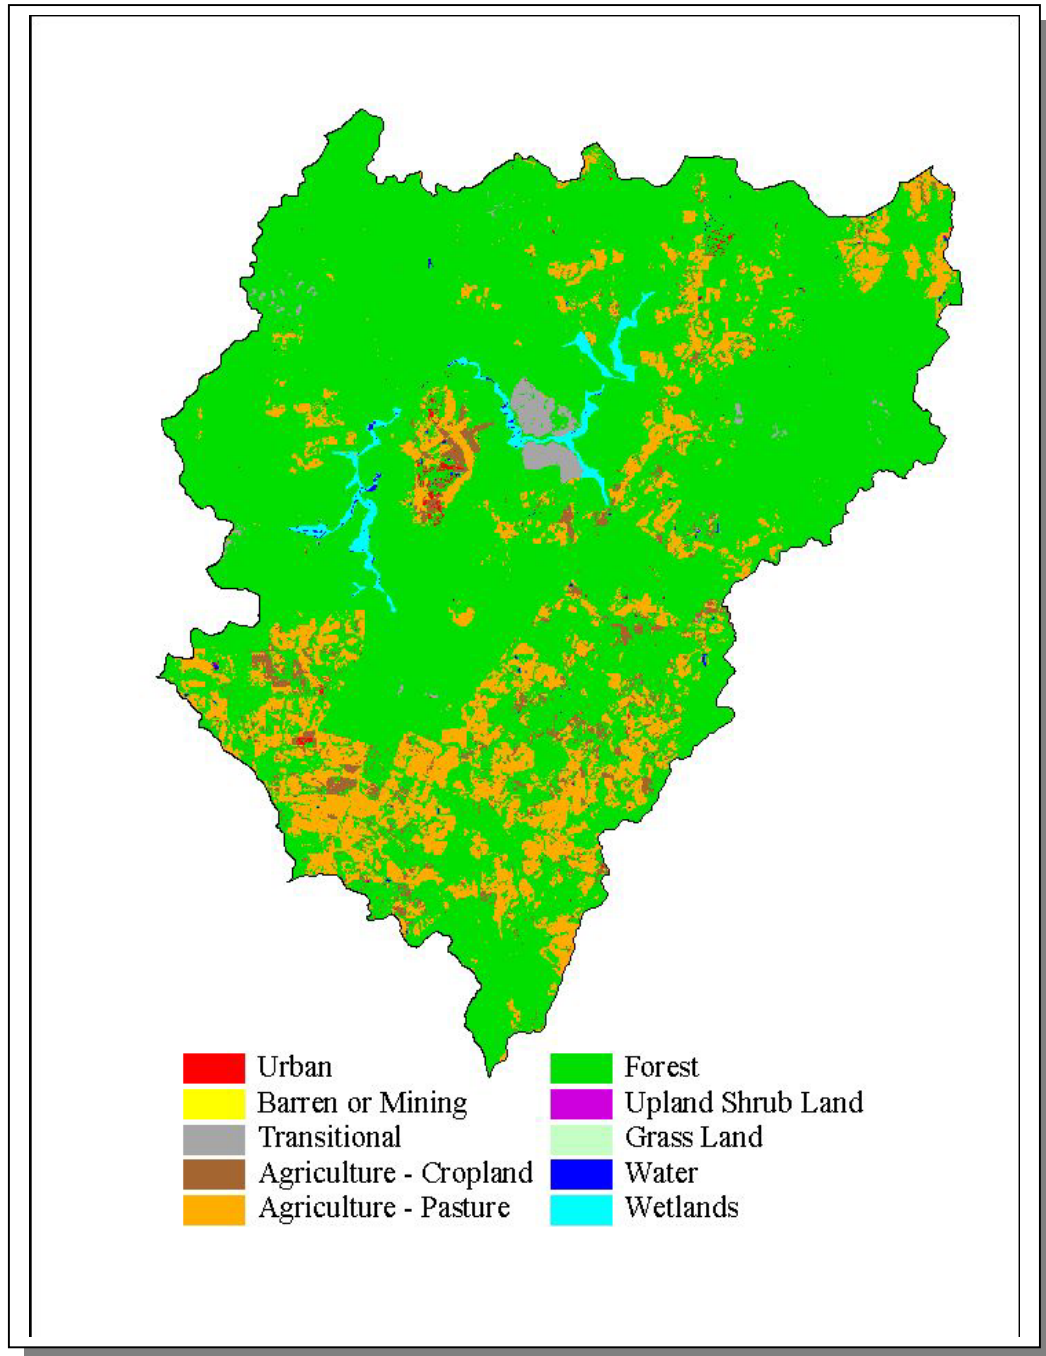 Urban
Barren or Mining
Transitional
Agriculture - Cropland
Agriculture - Pasture
Forest
Upland Shrub Land
Grass Land
Water
Wetlands